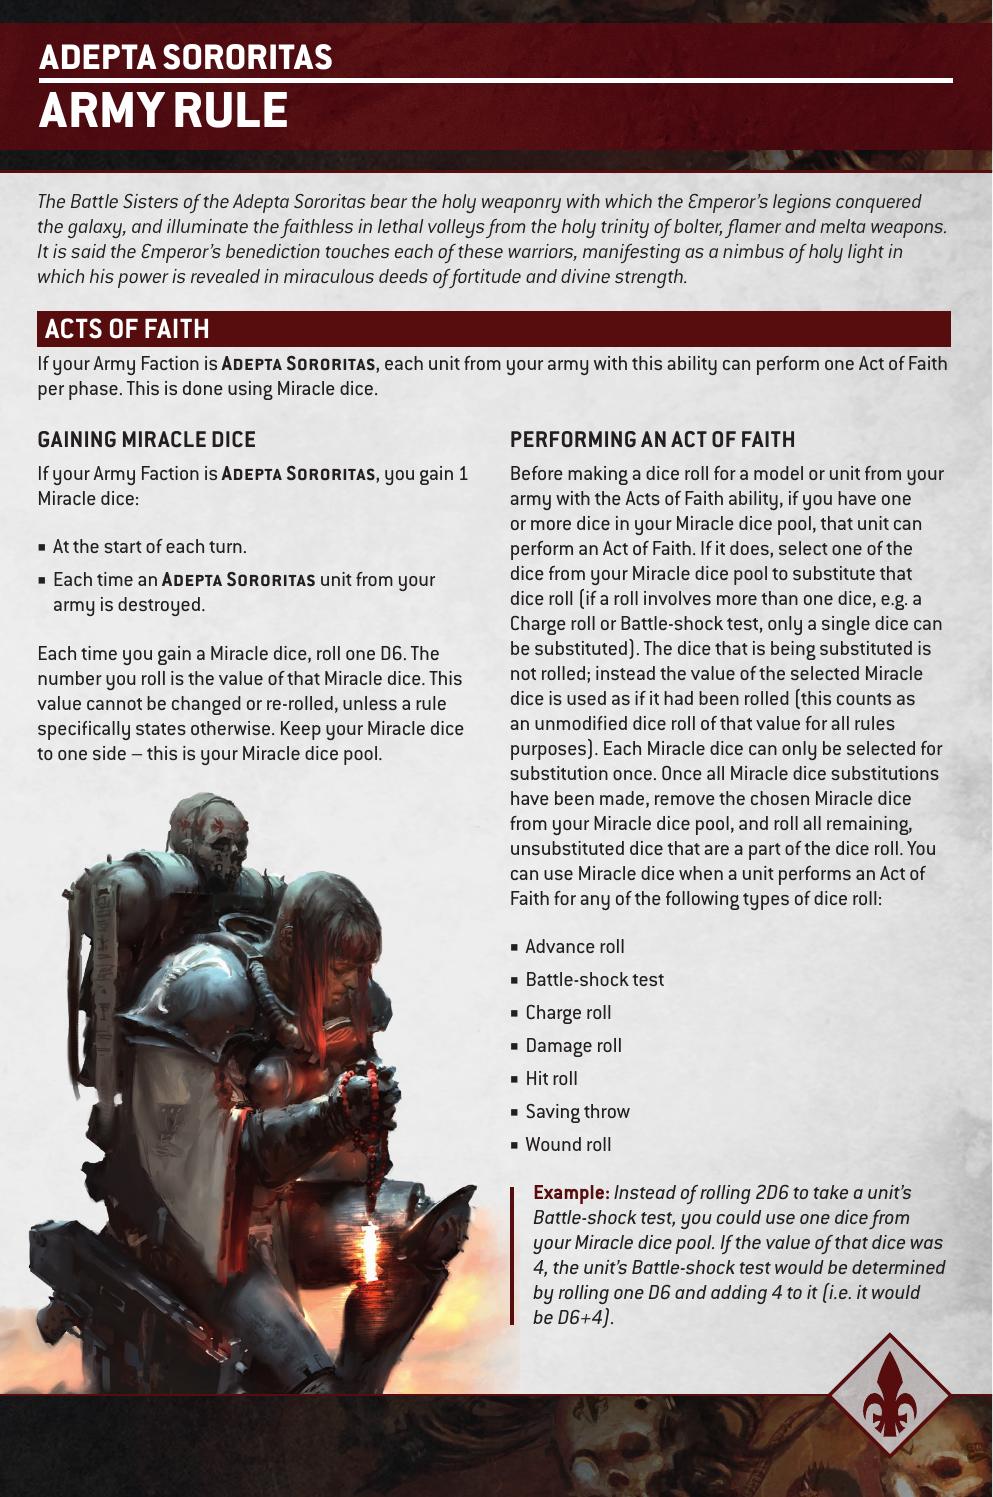 ADEPTA SORORITAS
ARMY RULE
The Battle Sisters of the Adepta Sororitas bear the holy weaponry with which the Emperor's legions conquered
the galaxy, and illuminate the faithless in lethal volleys from the holy trinity of bolter, flamer and melta weapons.
It is said the Emperor's benediction touches each of these warriors, manifesting as a nimbus of holy light in
which his power is revealed in miraculous deeds of fortitude and divine strength.
ACTS OF FAITH
If your Army Faction is ADEPTA SORORITAS, each unit from your army with this ability can perform one Act of Faith
per phase. This is done using Miracle dice.
GAINING MIRACLE DICE
If your Army Faction is ADEPTA SORORITAS, you gain 1
Miracle dice:
▪ At the start of each turn.
▪ Each time an ADEPTA SORORITAS unit from your
army is destroyed.
Each time you gain a Miracle dice, roll one D6. The
number you roll is the value of that Miracle dice. This
value cannot be changed or re-rolled, unless a rule
specifically states otherwise. Keep your Miracle dice
to one side – this is your Miracle dice pool.
PERFORMING AN ACT OF FAITH
Before making a dice roll for a model or unit from your
army with the Acts of Faith ability, if you have one
or more dice in your Miracle dice pool, that unit can
perform an Act of Faith. If it does, select one of the
dice from your Miracle dice pool to substitute that
dice roll (if a roll involves more than one dice, e.g. a
Charge roll or Battle-shock test, only a single dice can
be substituted). The dice that is being substituted is
not rolled; instead the value of the selected Miracle
dice is used as if it had been rolled (this counts as
an unmodified dice roll of that value for all rules
purposes). Each Miracle dice can only be selected for
substitution once. Once all Miracle dice substitutions
have been made, remove the chosen Miracle dice
from your Miracle dice pool, and roll all remaining,
unsubstituted dice that are a part of the dice roll. You
can use Miracle dice when a unit performs an Act of
Faith for any of the following types of dice roll:
▪ Advance roll
▪ Battle-shock test
▪ Charge roll
▪ Damage roll
▪ Hit roll
▪ Saving throw
▪ Wound roll
Example: Instead of rolling 2D6 to take a unit's
Battle-shock test, you could use one dice from
your Miracle dice pool. If the value of that dice was
4, the unit's Battle-shock test would be determined
by rolling one D6 and adding 4 to it (i.e. it would
be D6+4).